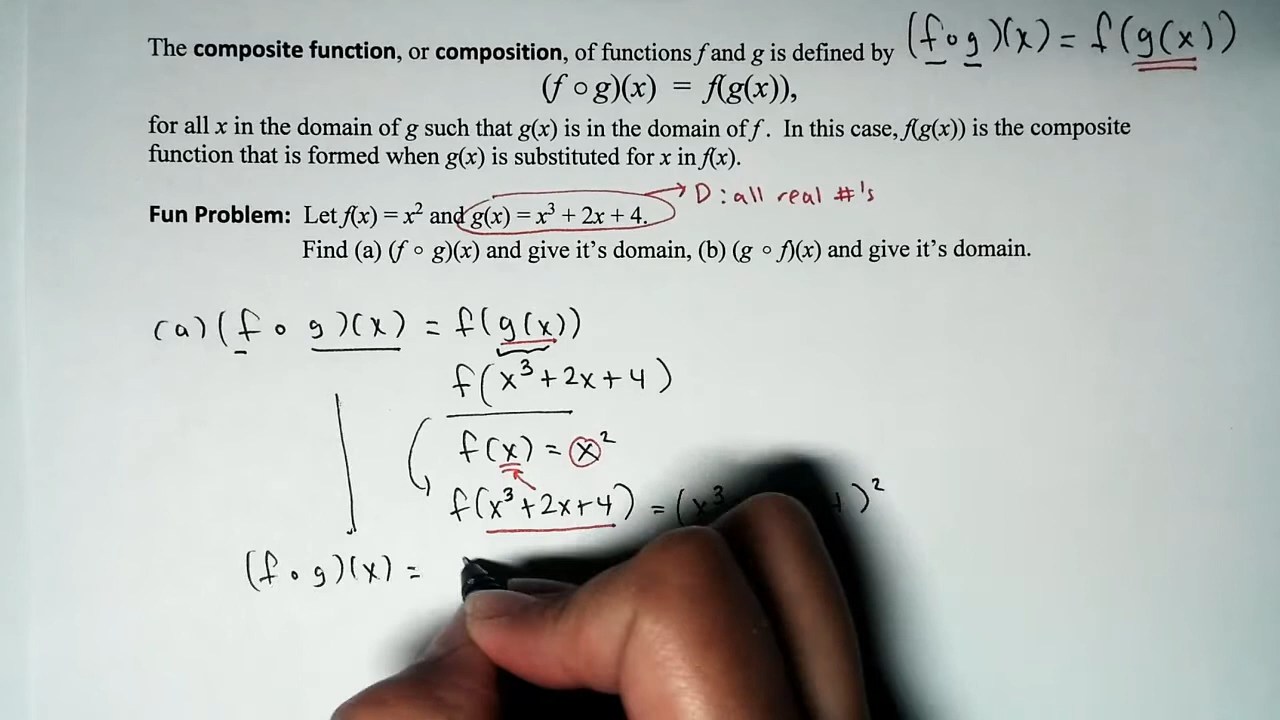 The composite function, or composition, of functions f and g is defined by (f∘g)(x) = f(g(x))
(f ∘ g)(x) = f(g(x)),
for all x in the domain of g such that g(x) is in the domain of f. In this case, f(g(x)) is the composite
function that is formed when g(x) is substituted for x in f(x).
D: all real #'s
Fun Problem: Let f(x) = x² and g(x) = x³ + 2x + 4.
Find (a) (f ∘ g)(x) and give it's domain, (b) (g ∘ f)(x) and give it's domain.
(a) (f ∘ g)(x) = f(g(x))
f(x³+2x+4)
f(x) = x²
f(x³+2x+4) = (x³ )²
(f∘g)(x) =